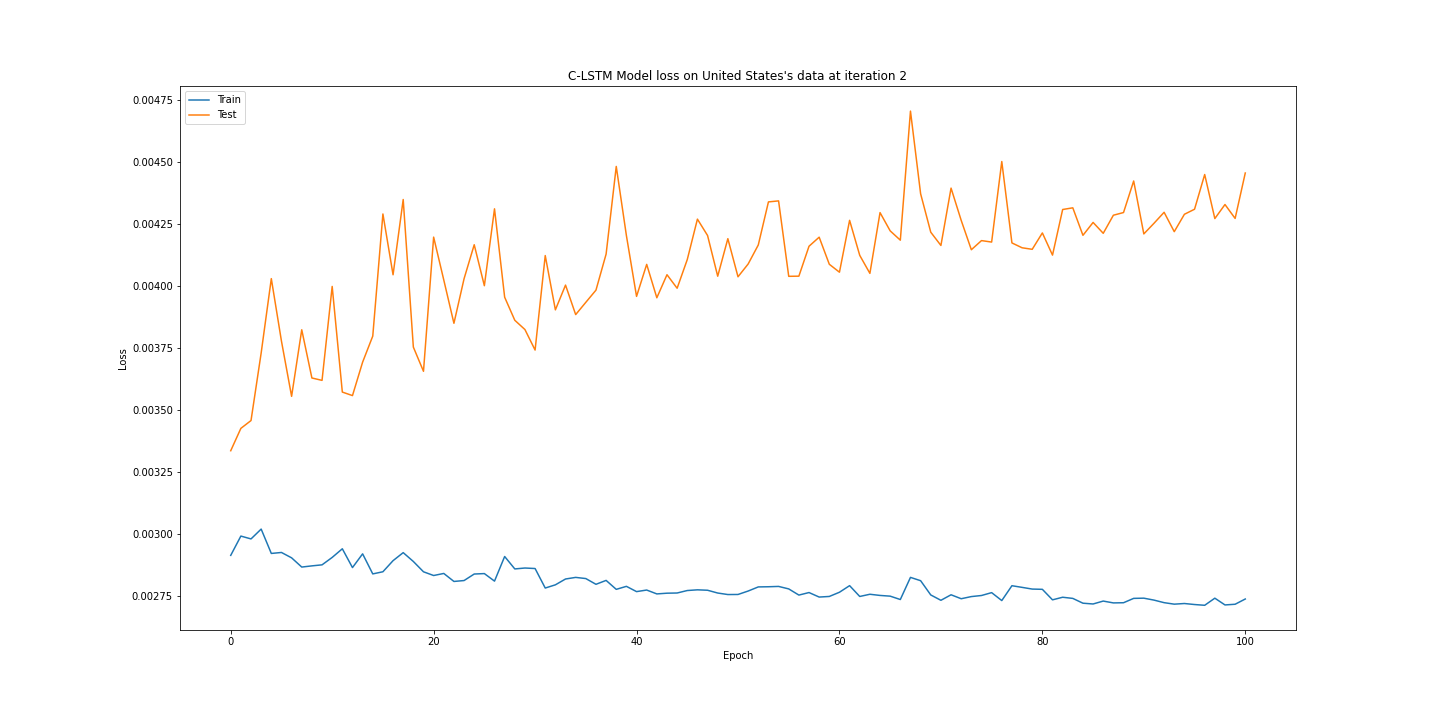 C-LSTM Model loss on United States's data at iteration 2
Train
Test
0.00475
0.00450
0.00425
0.00400
0.00375
0.00350
0.00325
0.00300
0.00275
Loss
0 20 40 60 80 100
Epoch